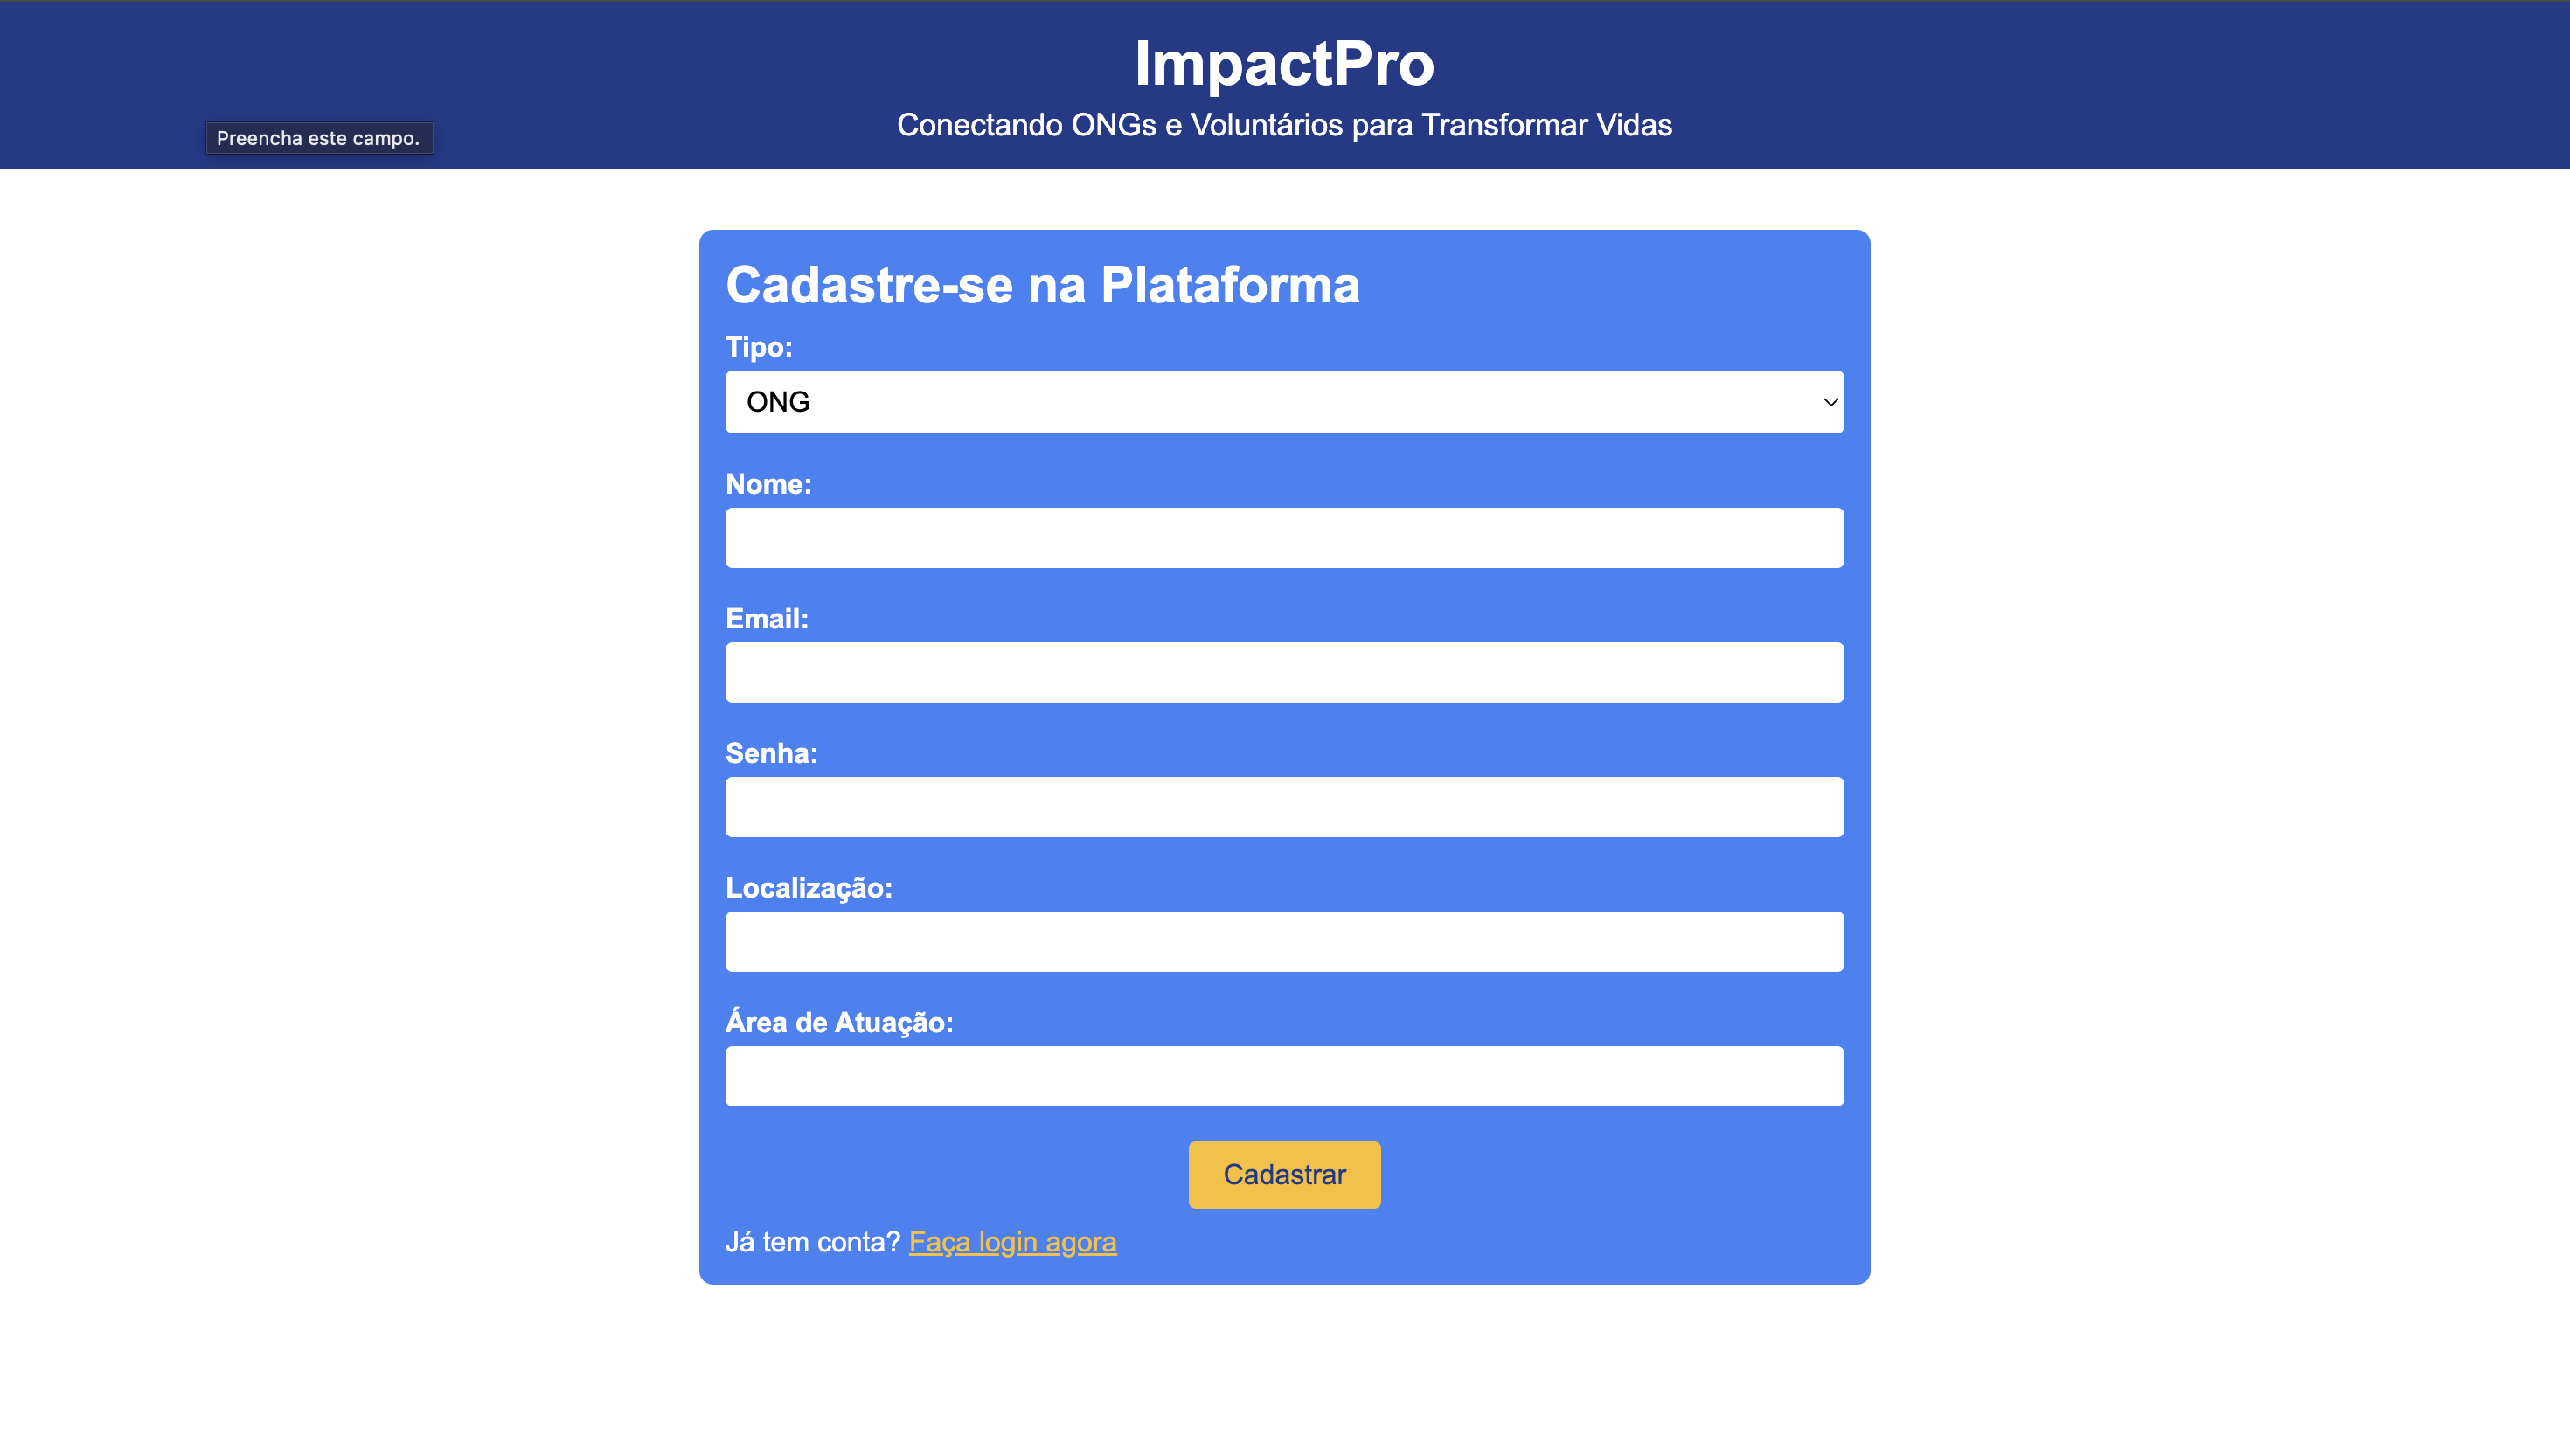 ImpactPro
Conectando ONGs e Voluntários para Transformar Vidas
Preencha este campo.
Cadastre-se na Plataforma
Tipo:
ONG
Nome:
Email:
Senha:
Localização:
Área de Atuação:
Cadastrar
Já tem conta? Faça login agora